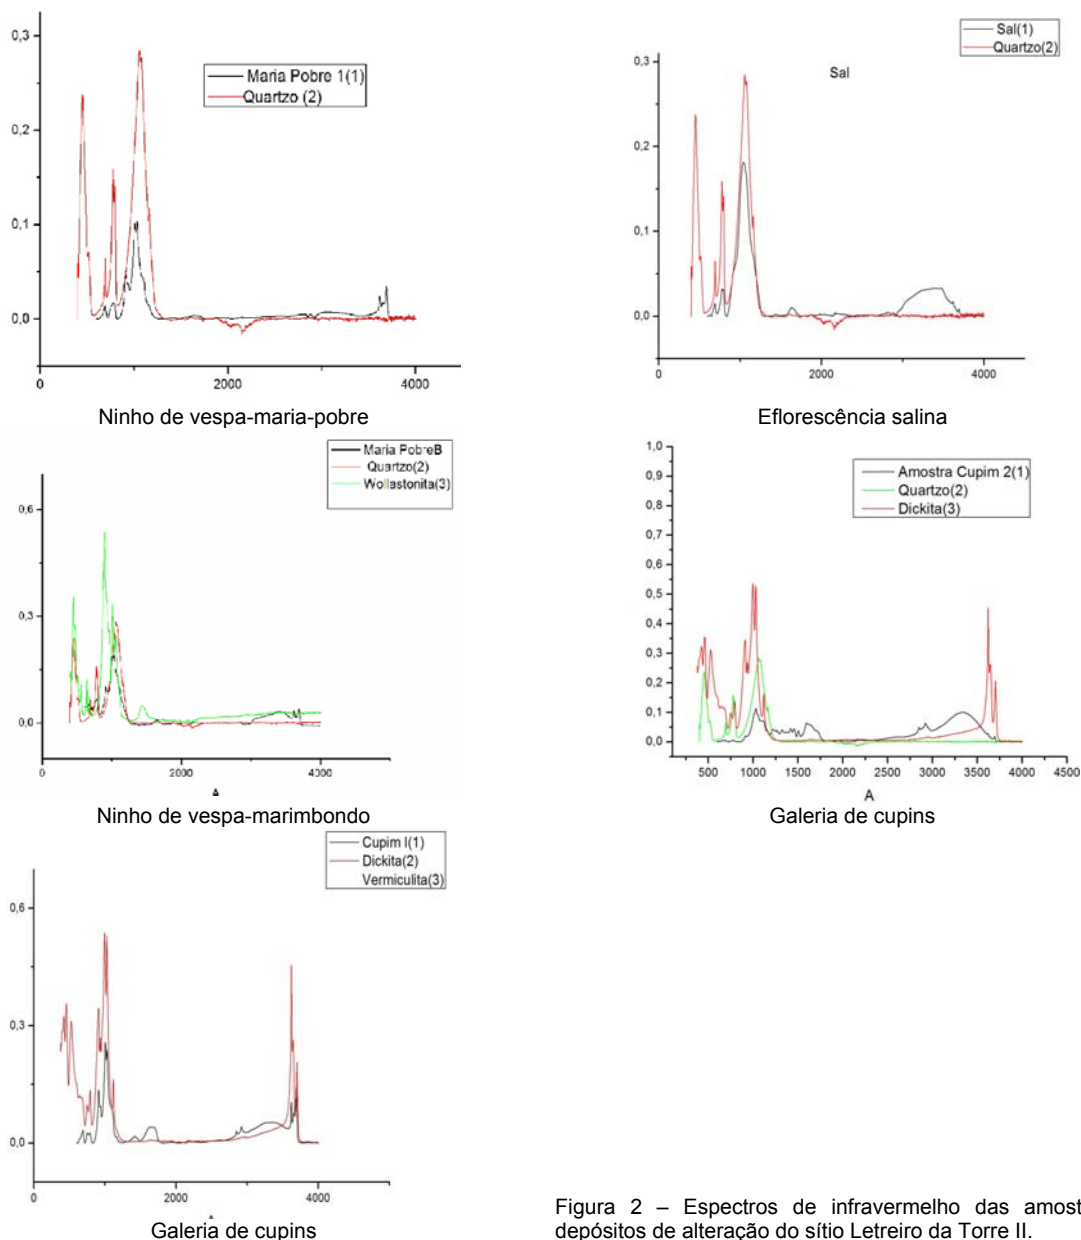 0,3
0,2
0,1
0,0
0
2000
4000
Maria Pobre 1(1)
Quartzo (2)
Ninho de vespa-maria-pobre
Sal(1)
Quartzo(2)
Sal
0,3
0,2
0,1
0,0
0
2000
4000
Eflorescência salina
Maria PobreB
Quartzo(2)
Wollastonita(3)
0,6
0,3
0,0
0
2000
4000
Ninho de vespa-marimbondo
1,0
0,9
0,8
0,7
0,6
0,5
0,4
0,3
0,2
0,1
0,0
Amostra Cupim 2(1)
Quartzo(2)
Dickita(3)
500 1000 1500 2000 2500 3000 3500 4000 4500
A
Galeria de cupins
Cupim I(1)
Dickita(2)
Vermiculita(3)
0,6
0,3
0,0
0
2000
4000
Galeria de cupins
Figura 2 – Espectros de infravermelho das amost
depósitos de alteração do sítio Letreiro da Torre II.